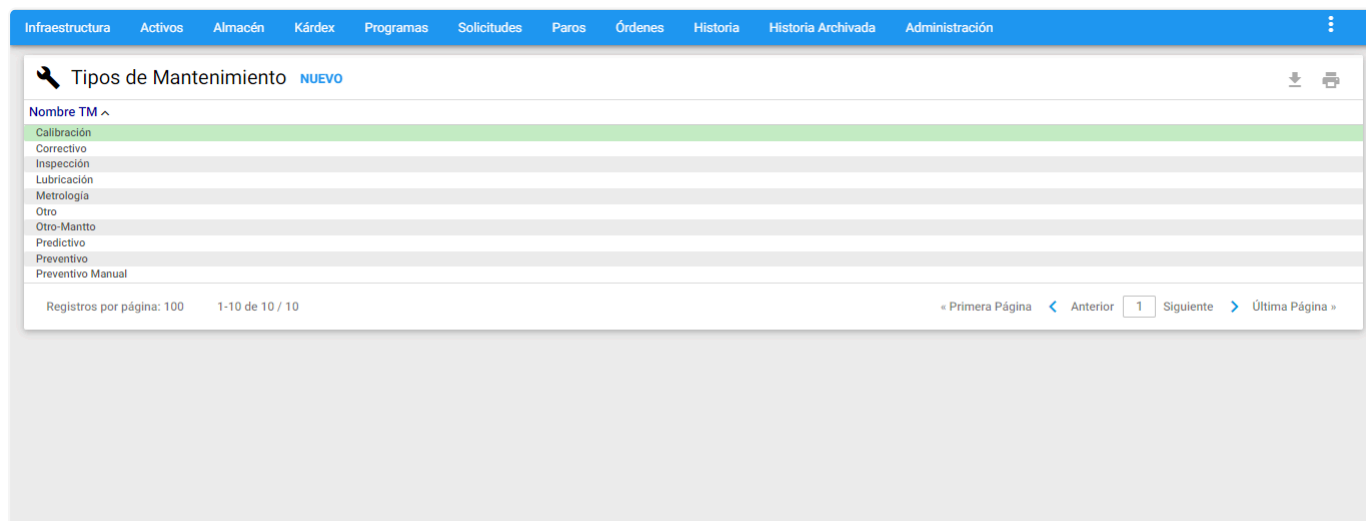 Infraestructura Activos Almacén Kárdex Programas Solicitudes Paros Órdenes Historia Historia Archivada Administración
Tipos de Mantenimiento NUEVO
Nombre TM
Calibración
Correctivo
Inspección
Lubricación
Metrología
Otro
Otro-Mantto
Predictivo
Preventivo
Preventivo Manual
Registros por página: 100 1-10 de 10 / 10 « Primera Página Anterior 1 Siguiente Última Página »